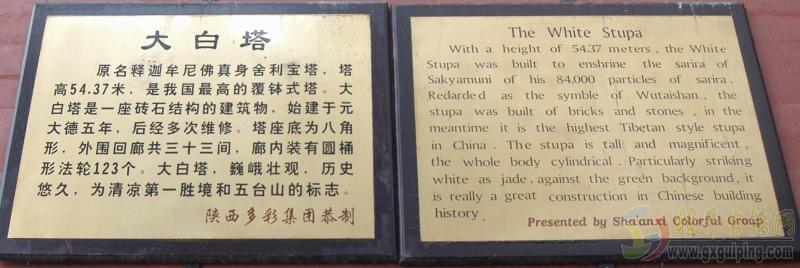 大白塔
原名释迦牟尼佛真身舍利宝塔，塔
高54.37米，是我国最高的覆钵式塔。大
白塔是一座砖石结构的建筑物，始建于元
大德五年，后经多次维修。塔座底为八角
形，外围回廊共三十三间，廊内装有圆桶
形法轮123个。大白塔，巍峨壮观，历史
悠久，为清凉第一胜境和五台山的标志。
陕西多彩集团恭制
The White Stupa
With a height of 54.37 meters, the White
Stupa was built to enshrine the sarira of
Sakyamuni of his 84,000 particles of sarira.
Redarded as the symble of Wutaishan, the
stupa was built of bricks and stones, in the
meantime it is the highest Tibetan style stupa
in China. The stupa is tall and magnificent,
the whole body cylindrical. Particularly striking
white as jade, against the green background, it
is really a great construction in Chinese building
history.
Presented by Sha'anxi Colorful Group
www.gxguiping.com